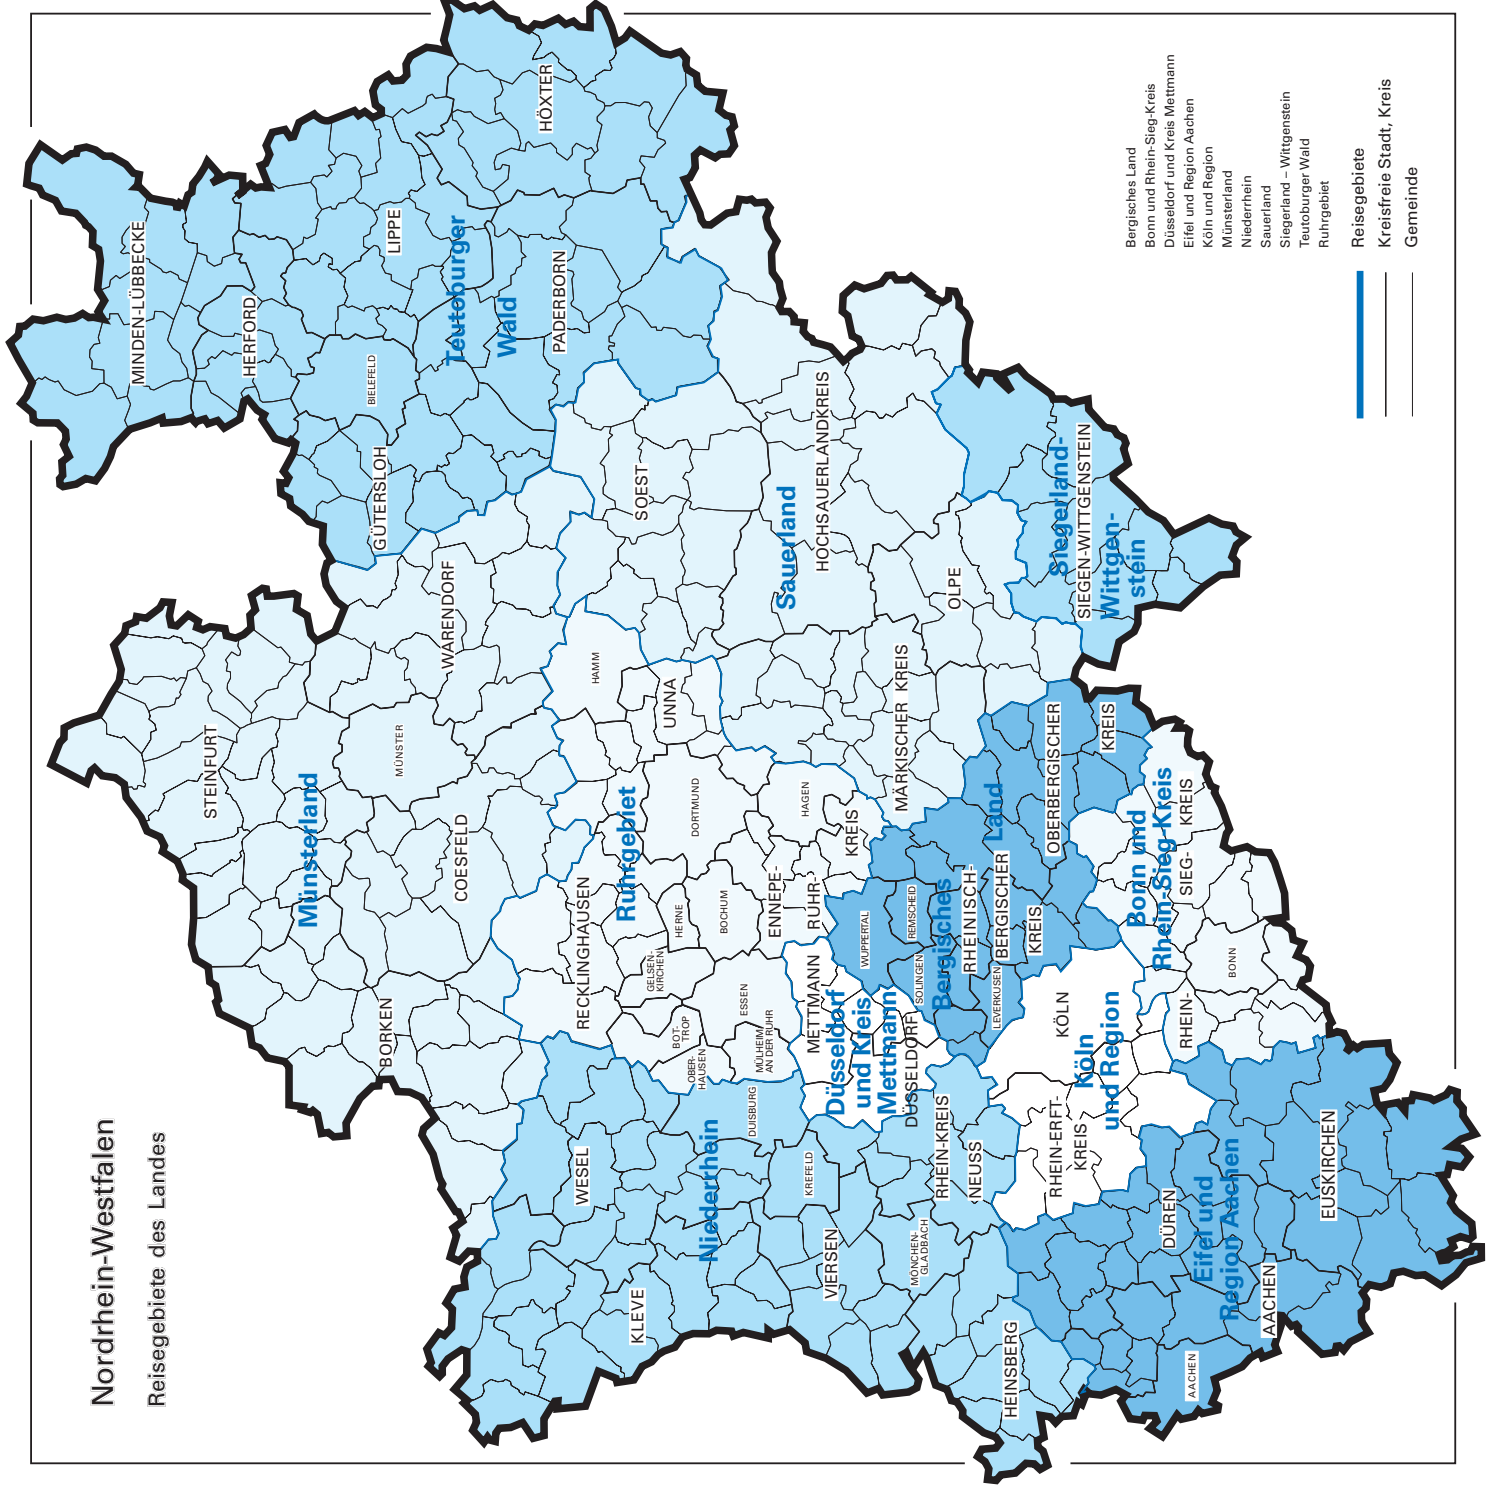 Nordrhein-Westfalen
Reisegebiete des Landes
STEINFURT
Münsterland
BORKEN
COESFELD
MÜNSTER
WARENDORF
MINDEN-LÜBBECKE
HERFORD
BIELEFELD
GÜTERSLOH
LIPPE
Teutoburger
Wald
HÖXTER
PADERBORN
KLEVE
WESEL
Niederrhein
DUISBURG
KREFELD
VIERSEN
MÖNCHEN-
GLADBACH
RHEIN-KREIS
NEUSS
HEINSBERG
RECKLINGHAUSEN
Ruhrgebiet
BOT-
TROP
OBER-
HAUSEN
GELSEN-
KIRCHEN
HERNE
ESSEN
MÜLHEIM
AN DER RUHR
BOCHUM
DORTMUND
HAMM
UNNA
HAGEN
ENNEPE-
RUHR-
KREIS
SOEST
Sauerland
HOCHSAUERLANDKREIS
MÄRKISCHER KREIS
OLPE
METTMANN
Düsseldorf
und Kreis
Mettmann
DÜSSELDORF
WUPPERTAL
REMSCHEID
SOLINGEN
Bergisches
Land
RHEINISCH-
BERGISCHER
KREIS
LEVERKUSEN
OBERBERGISCHER
KREIS
Siegerland-
SIEGEN-WITTGENSTEIN
Wittgen-
stein
KÖLN
Köln
und Region
RHEIN-ERFT-
KREIS
Bonn und
Rhein-Sieg-Kreis
RHEIN-
SIEG-
KREIS
BONN
DÜREN
Eifel und
Region Aachen
AACHEN
AACHEN
EUSKIRCHEN
Bergisches Land
Bonn und Rhein-Sieg-Kreis
Düsseldorf und Kreis Mettmann
Eifel und Region Aachen
Köln und Region
Münsterland
Niederrhein
Sauerland
Siegerland – Wittgenstein
Teutoburger Wald
Ruhrgebiet
Reisegebiete
Kreisfreie Stadt, Kreis
Gemeinde